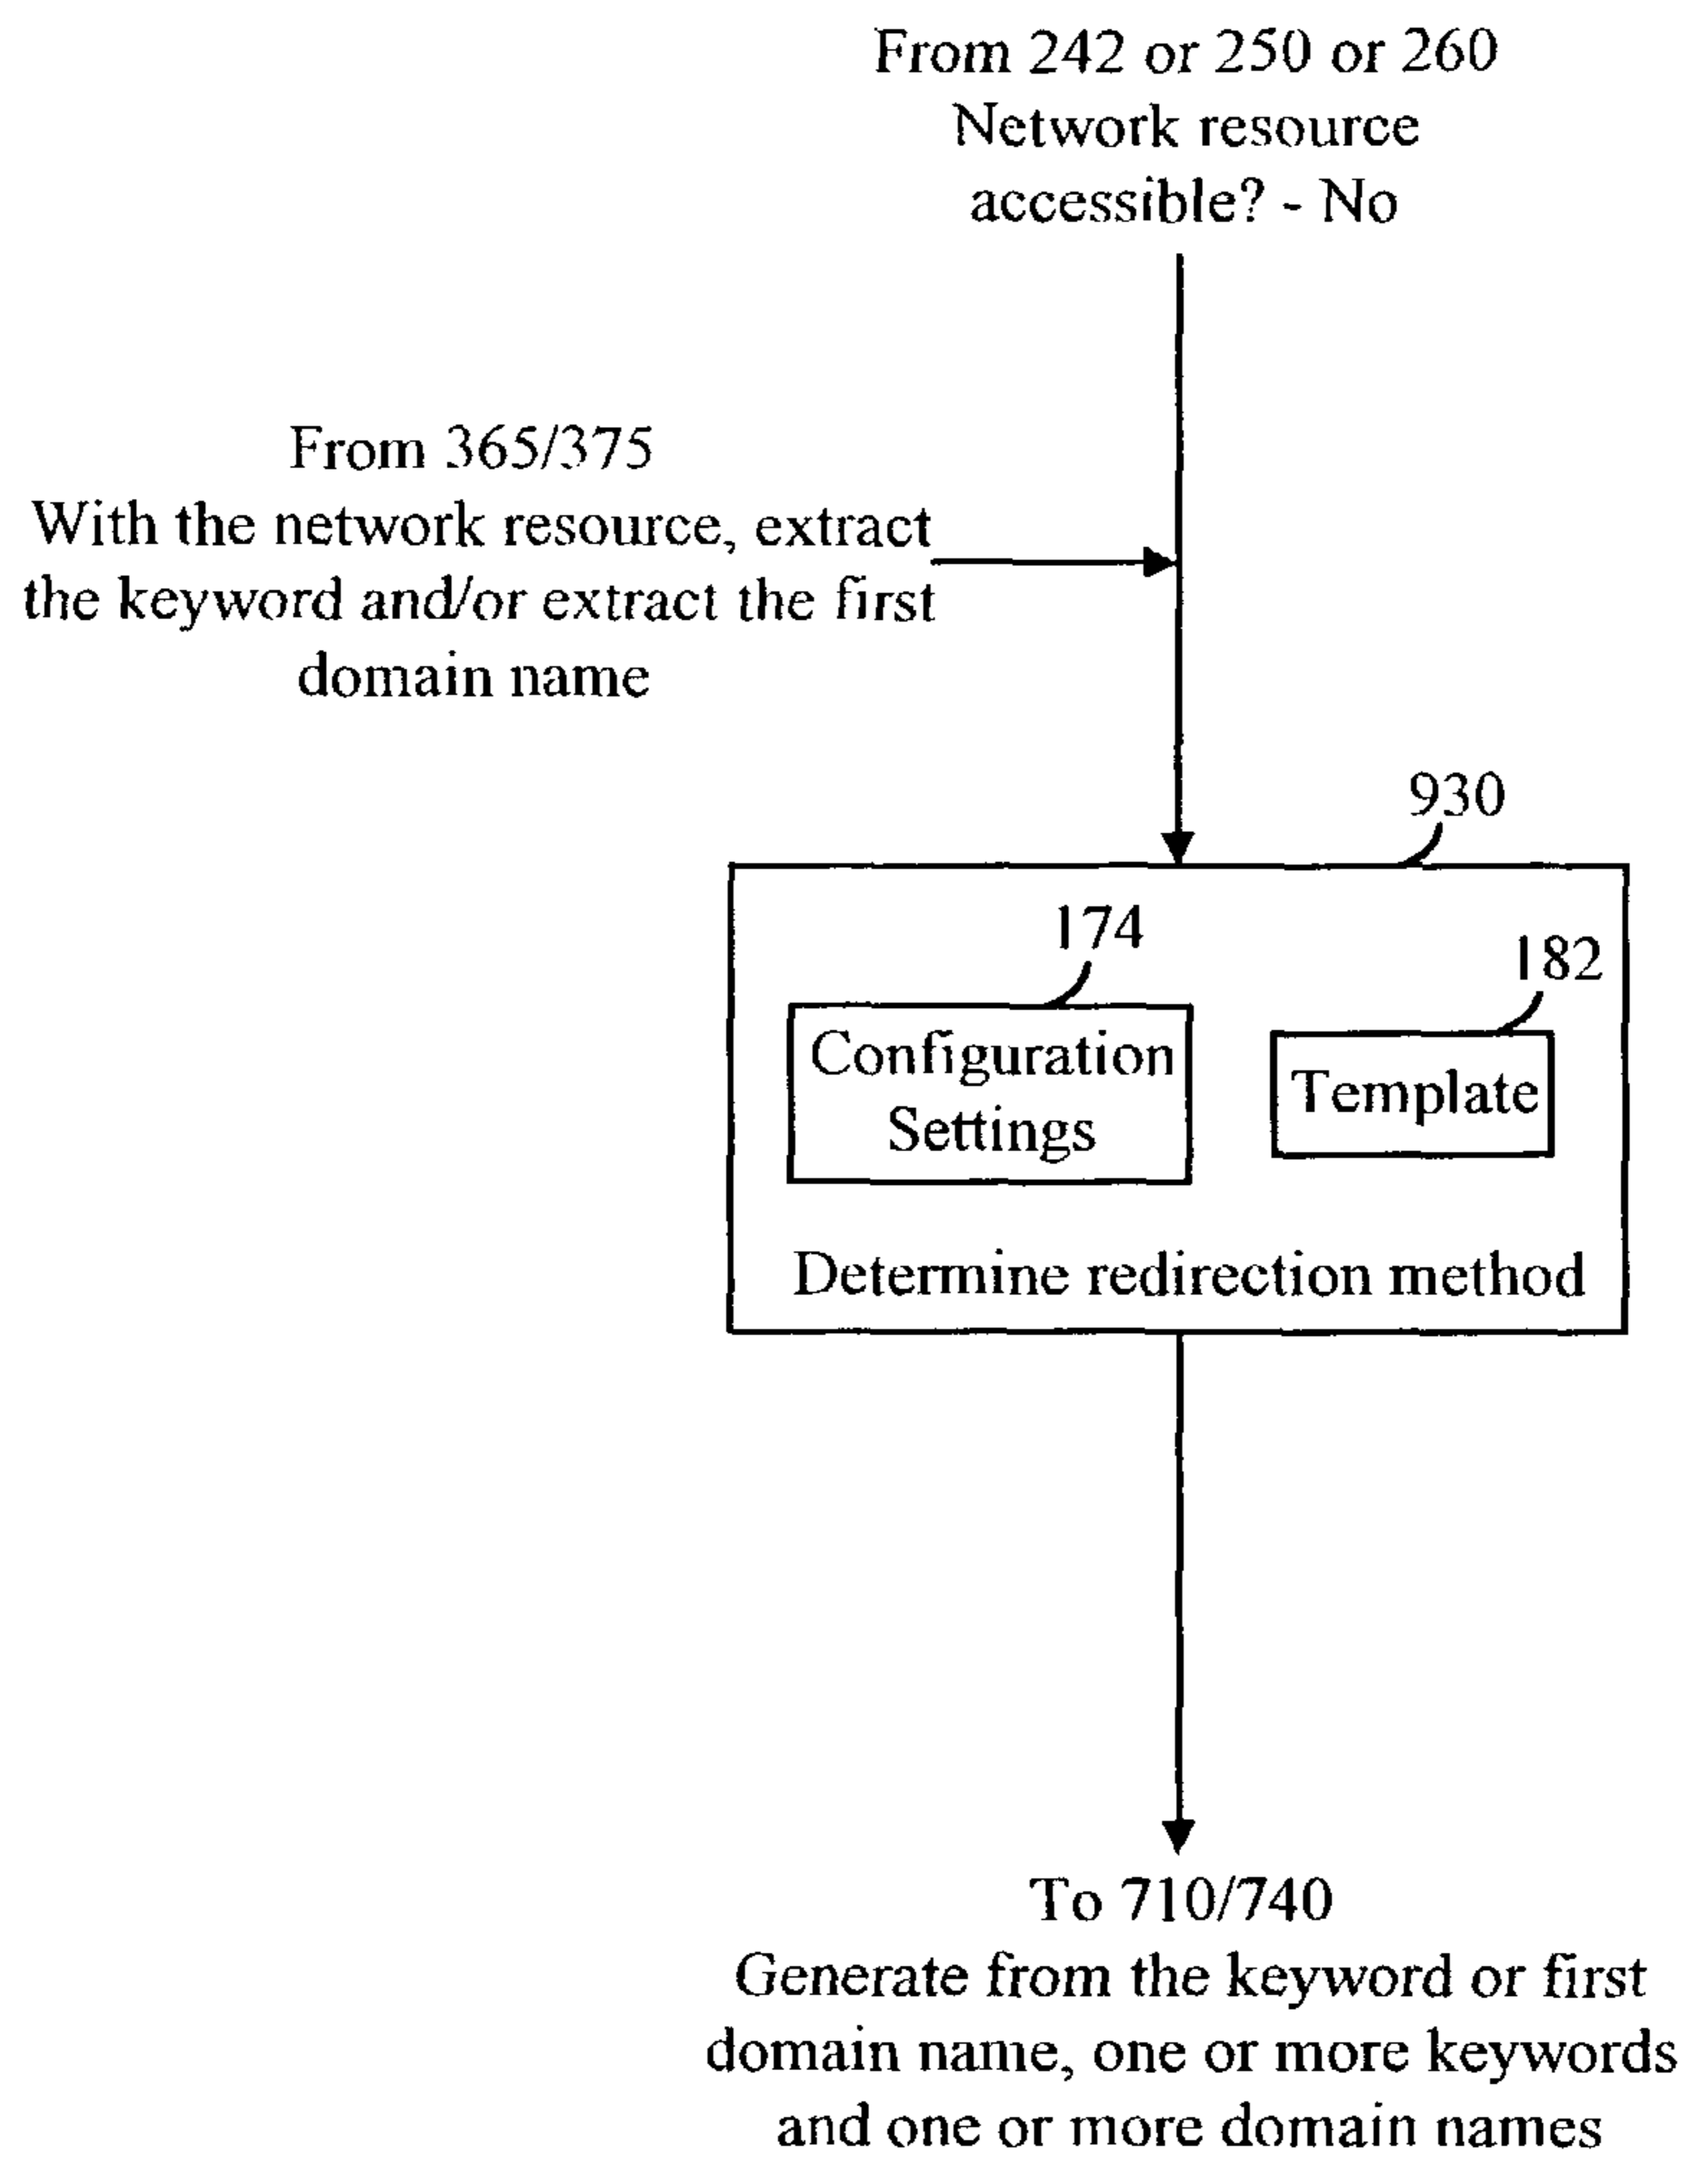 From 242 or 250 or 260
Network resource
accessible? - No
From 365/375
With the network resource, extract
the keyword and/or extract the first
domain name
930
174
182
Configuration
Settings
Template
Determine redirection method
To 710/740
Generate from the keyword or first
domain name, one or more keywords
and one or more domain names